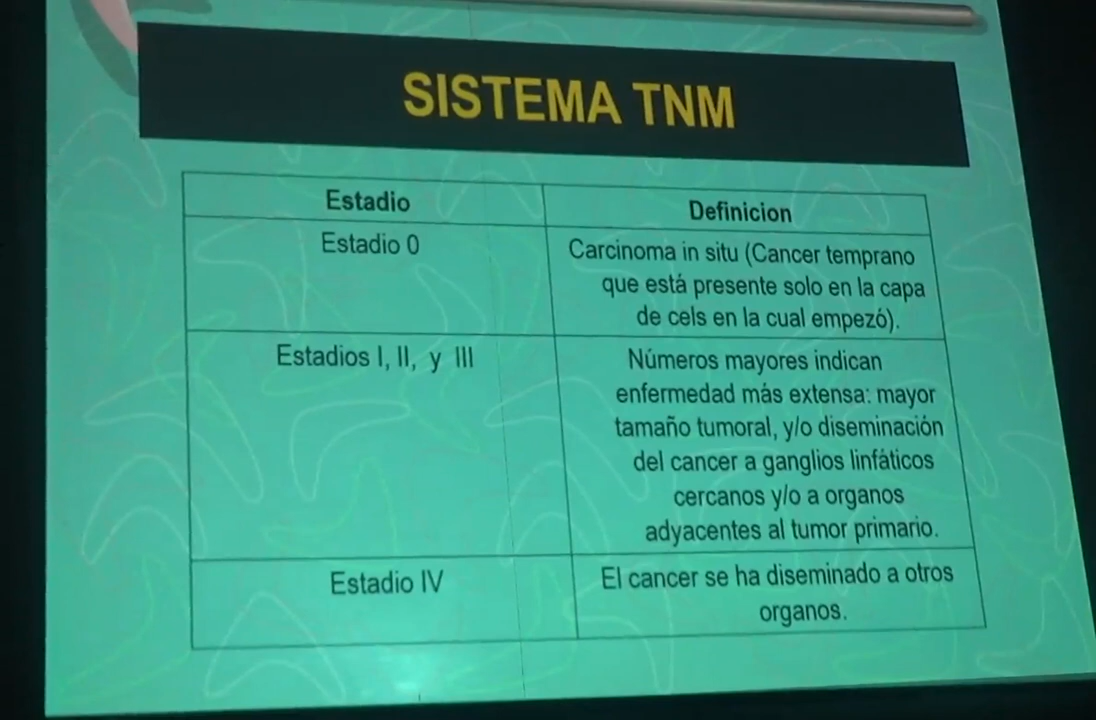 SISTEMA TNM
Estadio
Definicion
Estadio 0
Carcinoma in situ (Cancer temprano
que está presente solo en la capa
de cels en la cual empezó).
Estadios I, II, y III
Números mayores indican
enfermedad más extensa: mayor
tamaño tumoral, y/o diseminación
del cancer a ganglios linfáticos
cercanos y/o a organos
adyacentes al tumor primario.
Estadio IV
El cancer se ha diseminado a otros
organos.